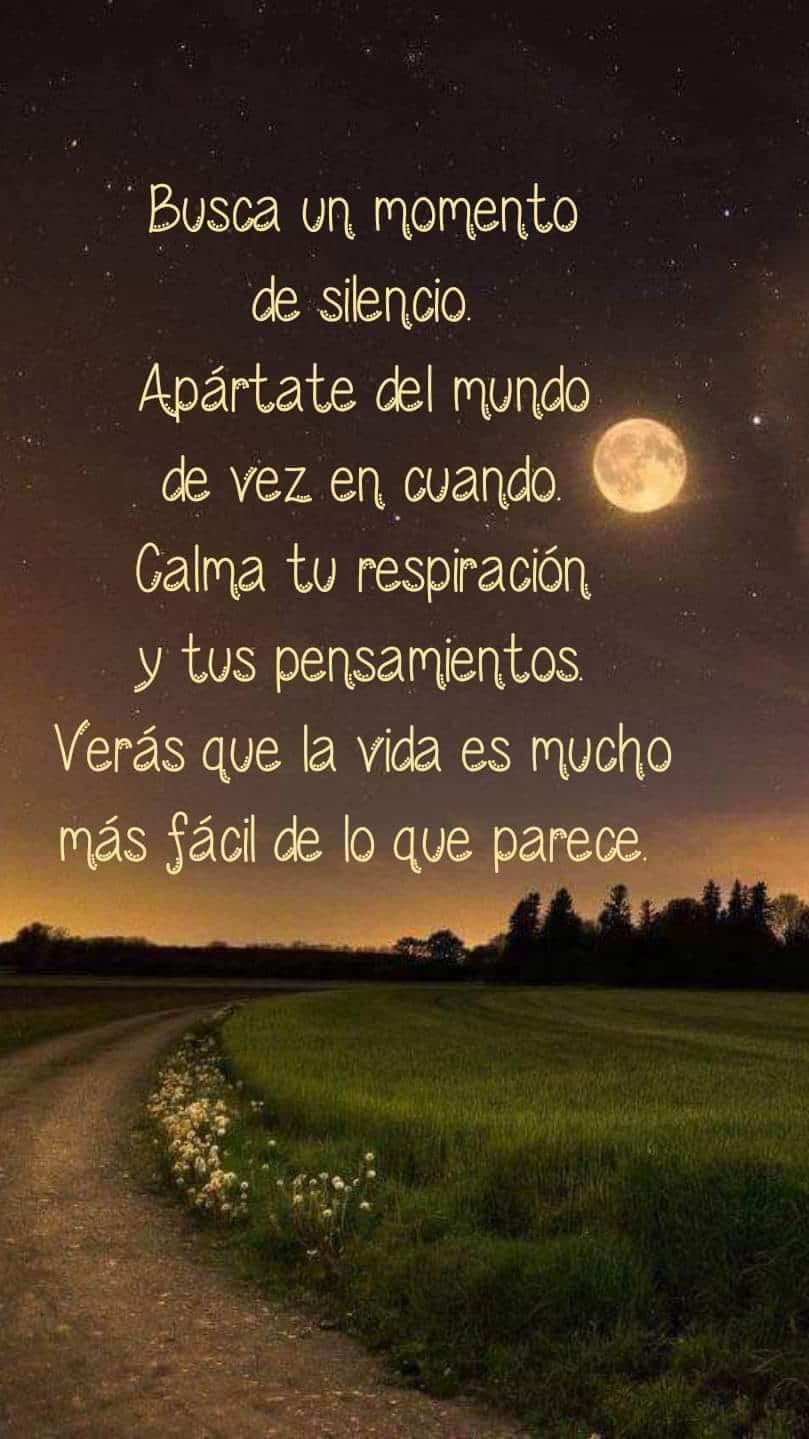 Busca un momento
de silencio.
Apártate del mundo
de vez en cuando.
Calma tu respiración
y tus pensamientos.
Verás que la vida es mucho
más fácil de lo que parece.